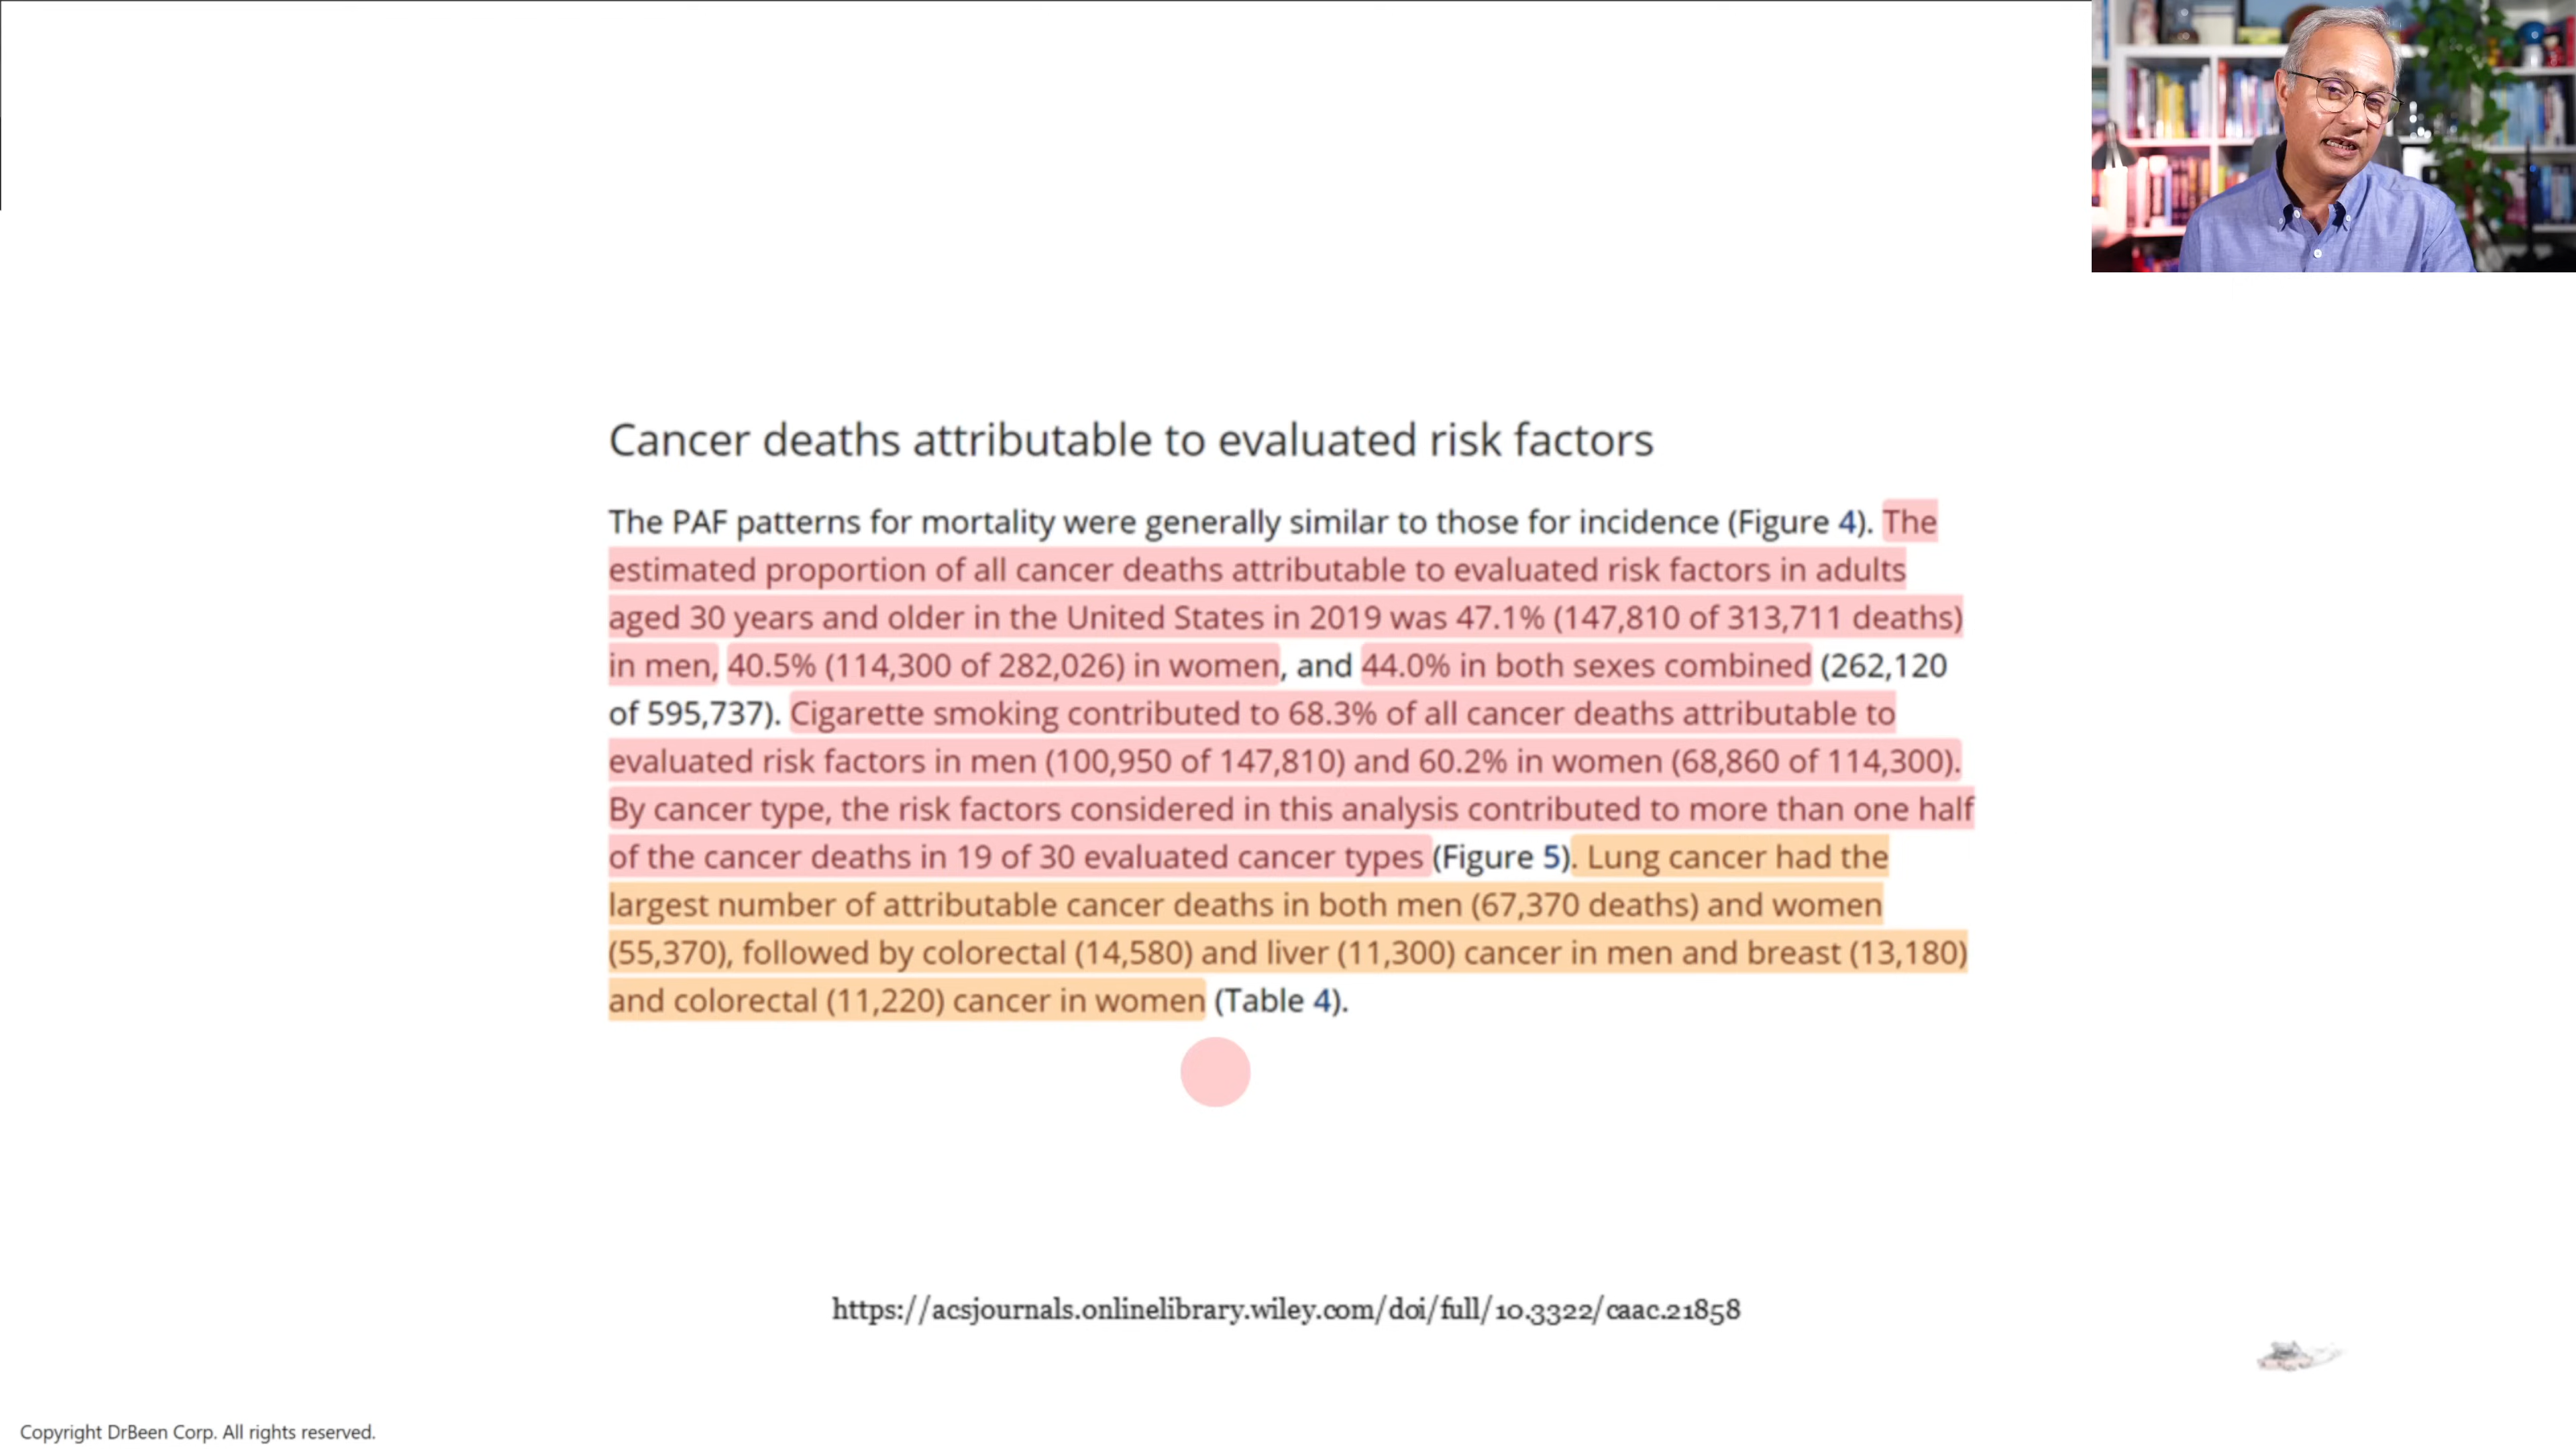 Cancer deaths attributable to evaluated risk factors
The PAF patterns for mortality were generally similar to those for incidence (Figure 4). The
estimated proportion of all cancer deaths attributable to evaluated risk factors in adults
aged 30 years and older in the United States in 2019 was 47.1% (147,810 of 313,711 deaths)
in men, 40.5% (114,300 of 282,026) in women, and 44.0% in both sexes combined (262,120
of 595,737). Cigarette smoking contributed to 68.3% of all cancer deaths attributable to
evaluated risk factors in men (100,950 of 147,810) and 60.2% in women (68,860 of 114,300).
By cancer type, the risk factors considered in this analysis contributed to more than one half
of the cancer deaths in 19 of 30 evaluated cancer types (Figure 5). Lung cancer had the
largest number of attributable cancer deaths in both men (67,370 deaths) and women
(55,370), followed by colorectal (14,580) and liver (11,300) cancer in men and breast (13,180)
and colorectal (11,220) cancer in women (Table 4).
https://acsjournals.onlinelibrary.wiley.com/doi/full/10.3322/caac.21858
Copyright DrBeen Corp. All rights reserved.